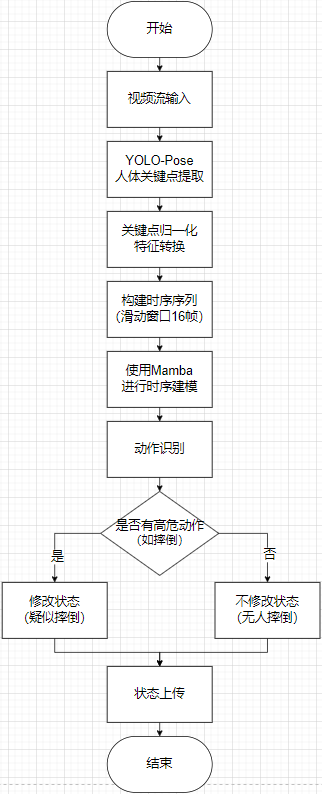 开始
视频流输入
YOLO-Pose
人体关键点提取
关键点归一化
特征转换
构建时序序列
（滑动窗口16帧）
使用Mamba
进行时序建模
动作识别
是否有高危动作
（如摔倒）
是
否
修改状态
（疑似摔倒）
不修改状态
（无人摔倒）
状态上传
结束